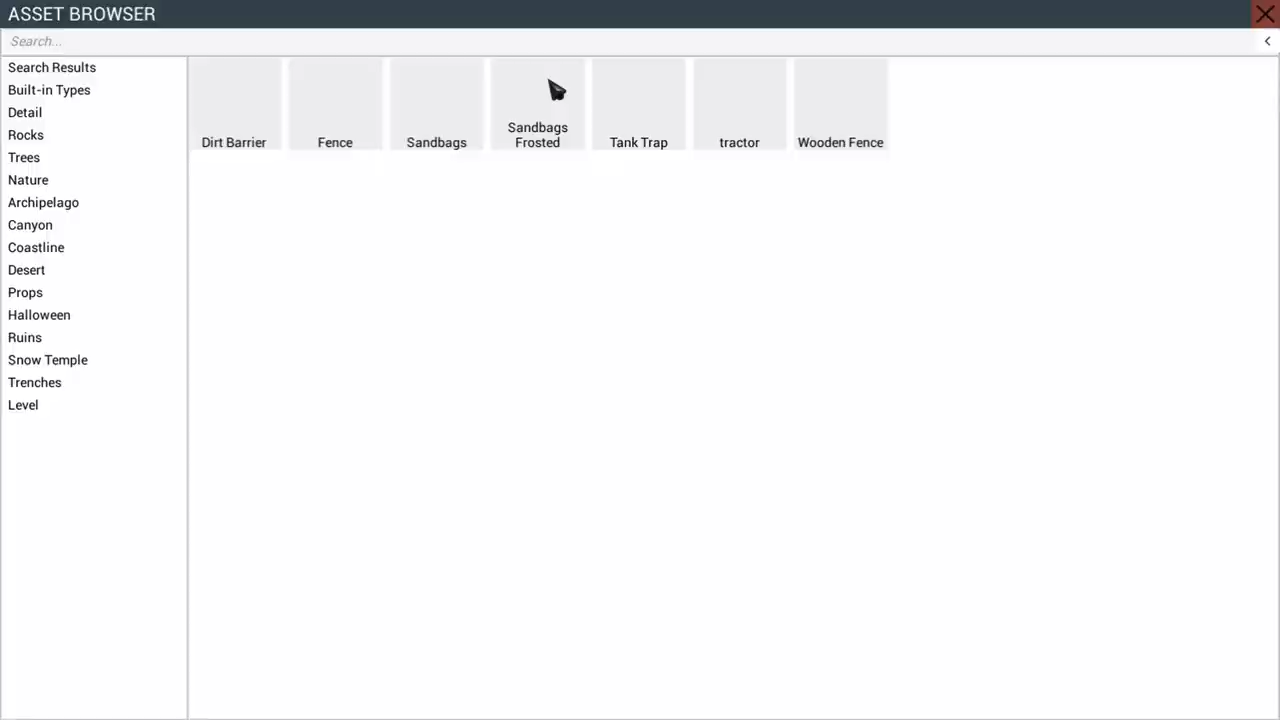 ASSET BROWSER
Search...
Search Results
Built-in Types
Detail
Rocks
Trees
Nature
Archipelago
Canyon
Coastline
Desert
Props
Halloween
Ruins
Snow Temple
Trenches
Level
Dirt Barrier
Fence
Sandbags
Sandbags
Frosted
Tank Trap
tractor
Wooden Fence